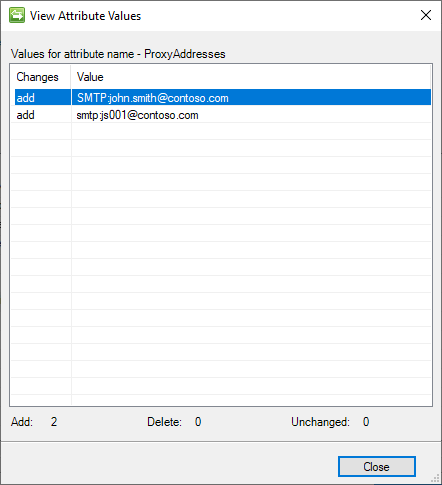 View Attribute Values
Values for attribute name - ProxyAddresses
Changes Value
add SMTP:john.smith@contoso.com
add smtp:js001@contoso.com
Add: 2 Delete: 0 Unchanged: 0
Close